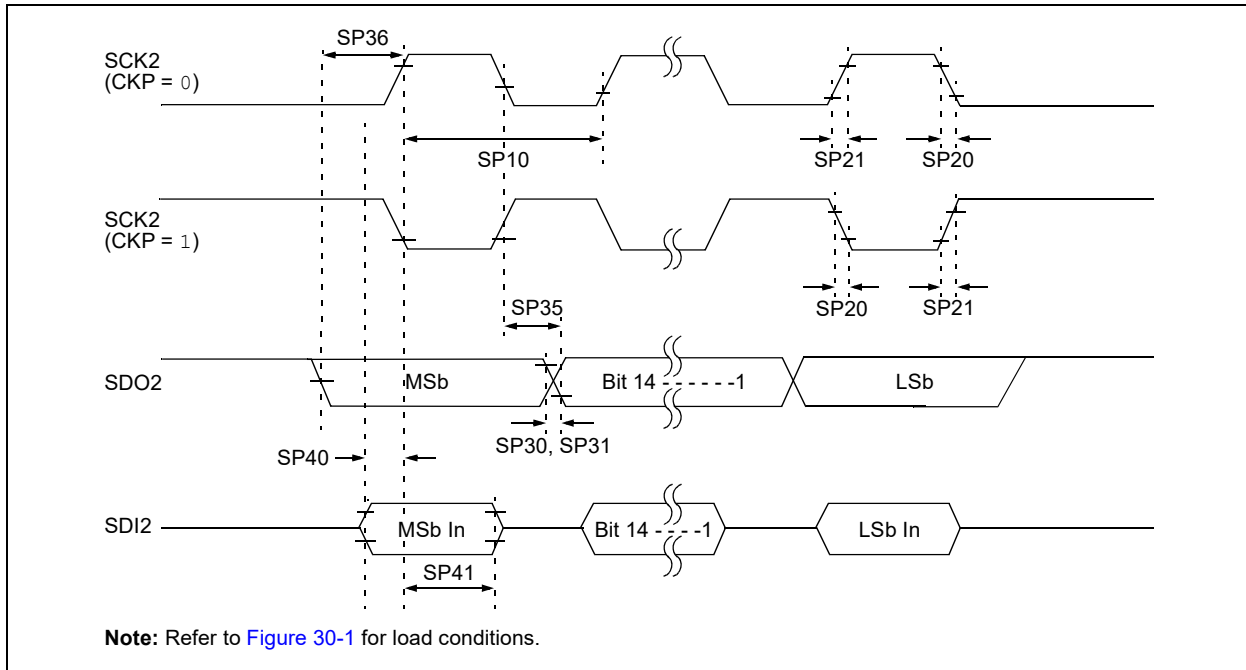 SP36
SCK2
(CKP = 0)
SP10
SP21
SP20
SCK2
(CKP = 1)
SP35
SP20
SP21
SDO2
MSb
Bit 14 - - - - - - -1
LSb
SP30, SP31
SP40
SDI2
MSb In
Bit 14 - - - - -1
LSb In
SP41
Note: Refer to Figure 30-1 for load conditions.